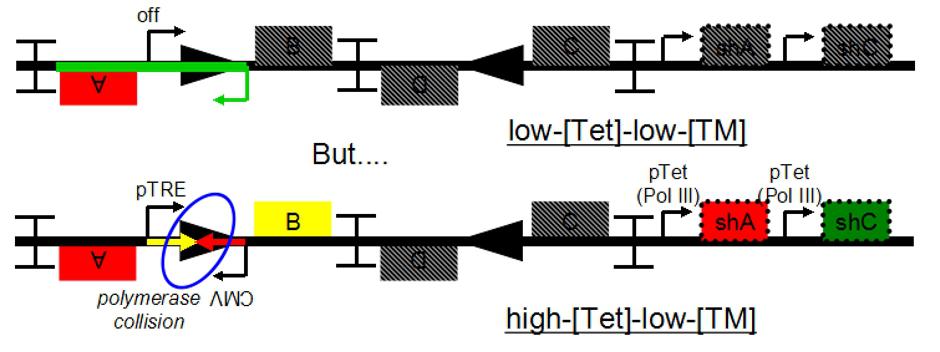 off
B
C
shA
shC
A
D
low-[Tet]-low-[TM]
But....
pTet
(Pol III)
pTet
(Pol III)
pTRE
B
C
shA
shC
A
D
polymerase
collision
CMV
high-[Tet]-low-[TM]